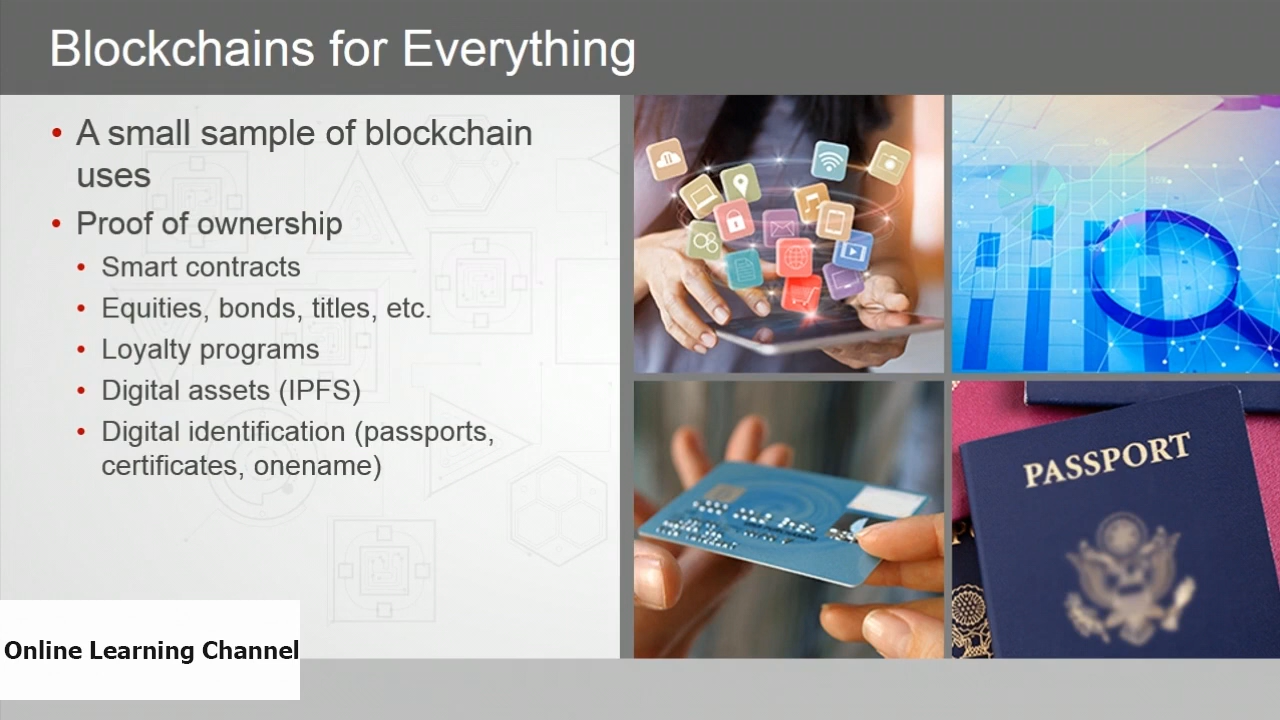 Blockchains for Everything
• A small sample of blockchain
uses
• Proof of ownership
• Smart contracts
• Equities, bonds, titles, etc.
• Loyalty programs
• Digital assets (IPFS)
• Digital identification (passports,
certificates, onename)
PASSPORT
Online Learning Channel